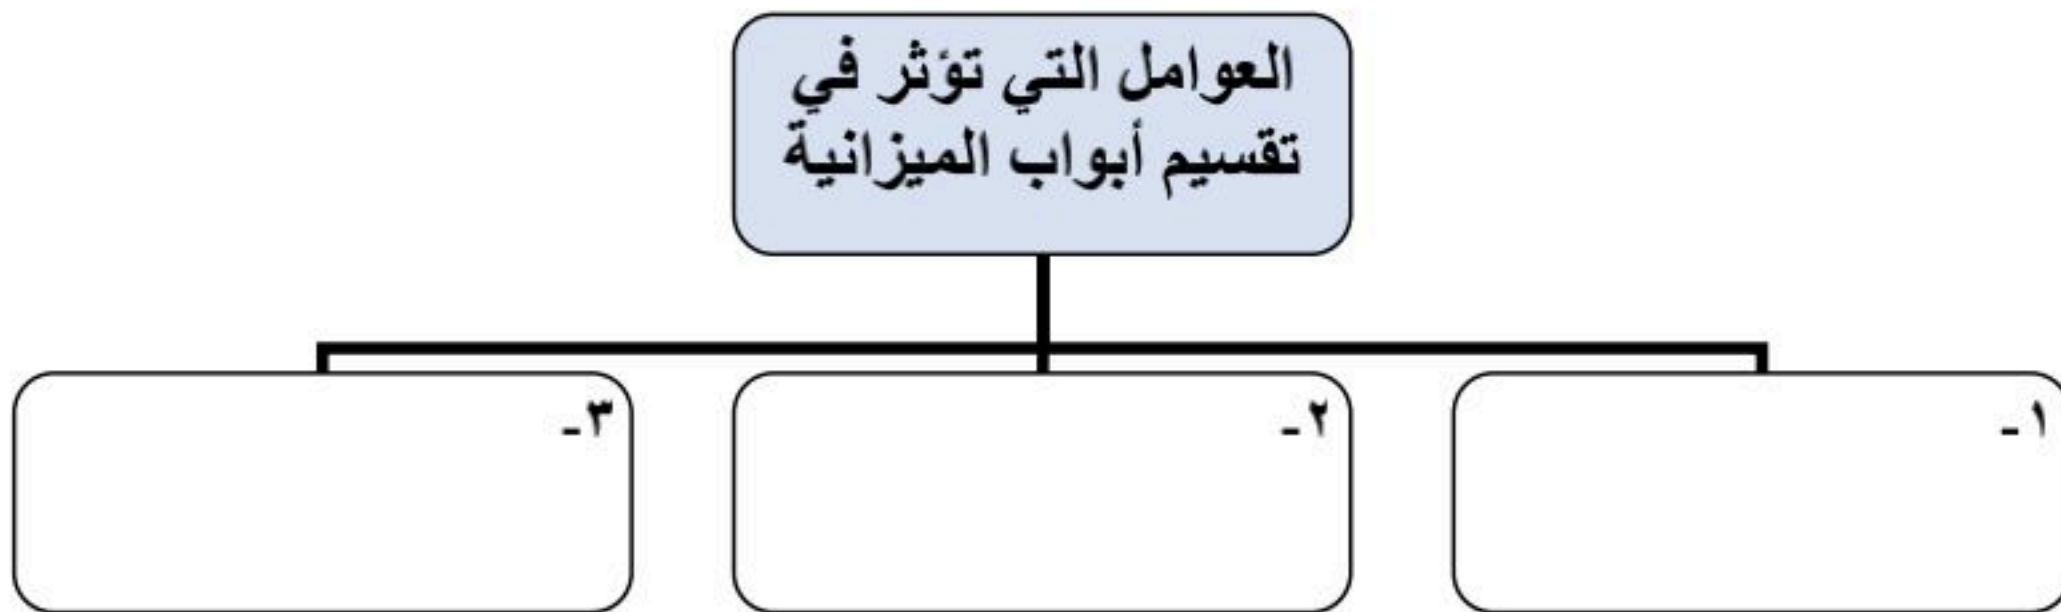 العوامل التي تؤثر في
تقسيم أبواب الميزانية
١-
٢-
٣-